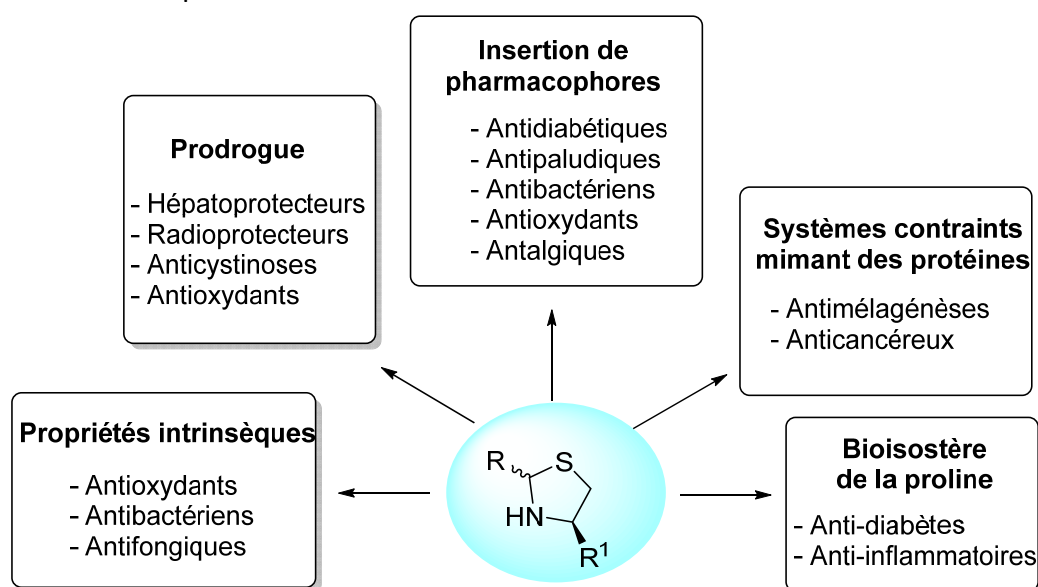 Insertion de
pharmacophores
- Antidiabétiques
- Antipaludiques
- Antibactériens
- Antioxydants
- Antalgiques
Prodrogue
- Hépatoprotecteurs
- Radioprotecteurs
- Anticystinoses
- Antioxydants
Systèmes contraints
mimant des protéines
- Antimélagénèses
- Anticancéreux
Propriétés intrinsèques
- Antioxydants
- Antibactériens
- Antifongiques
R
S
HN
R1
Bioisostère
de la proline
- Anti-diabètes
- Anti-inflammatoires